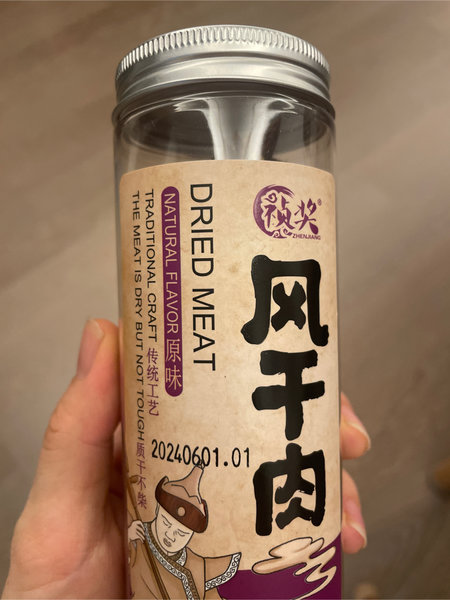 祯奖®
ZHENJIANG
风干肉
DRIED MEAT
NATURAL FLAVOR 原味
TRADITIONAL CRAFT 传统工艺
THE MEAT IS DRY BUT NOT TOUGH 质干不柴
20240601.01